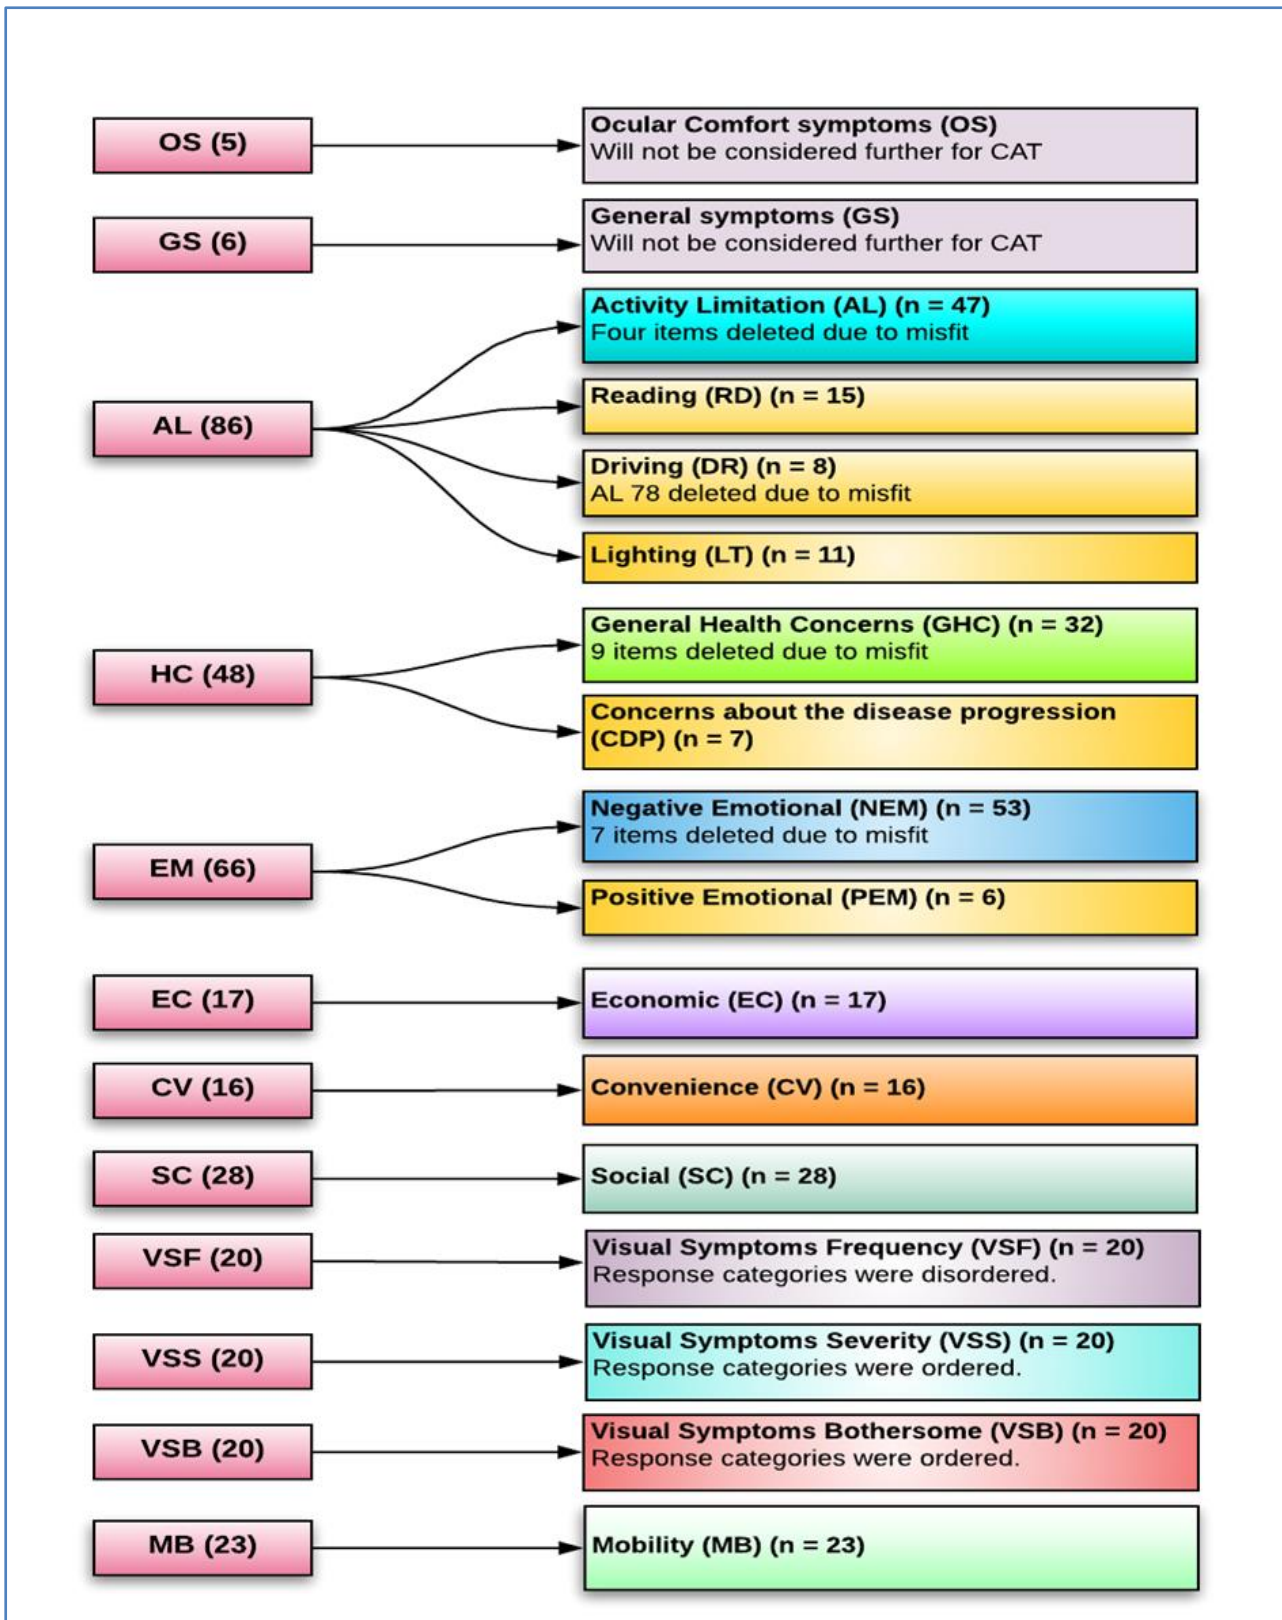 OS (5)
Ocular Comfort symptoms (OS)
Will not be considered further for CAT
GS (6)
General symptoms (GS)
Will not be considered further for CAT
AL (86)
Activity Limitation (AL) (n = 47)
Four items deleted due to misfit
Reading (RD) (n = 15)
Driving (DR) (n = 8)
AL 78 deleted due to misfit
Lighting (LT) (n = 11)
HC (48)
General Health Concerns (GHC) (n = 32)
9 items deleted due to misfit
Concerns about the disease progression
(CDP) (n = 7)
EM (66)
Negative Emotional (NEM) (n = 53)
7 items deleted due to misfit
Positive Emotional (PEM) (n = 6)
EC (17)
Economic (EC) (n = 17)
CV (16)
Convenience (CV) (n = 16)
SC (28)
Social (SC) (n = 28)
VSF (20)
Visual Symptoms Frequency (VSF) (n = 20)
Response categories were disordered.
VSS (20)
Visual Symptoms Severity (VSS) (n = 20)
Response categories were ordered.
VSB (20)
Visual Symptoms Bothersome (VSB) (n = 20)
Response categories were ordered.
MB (23)
Mobility (MB) (n = 23)